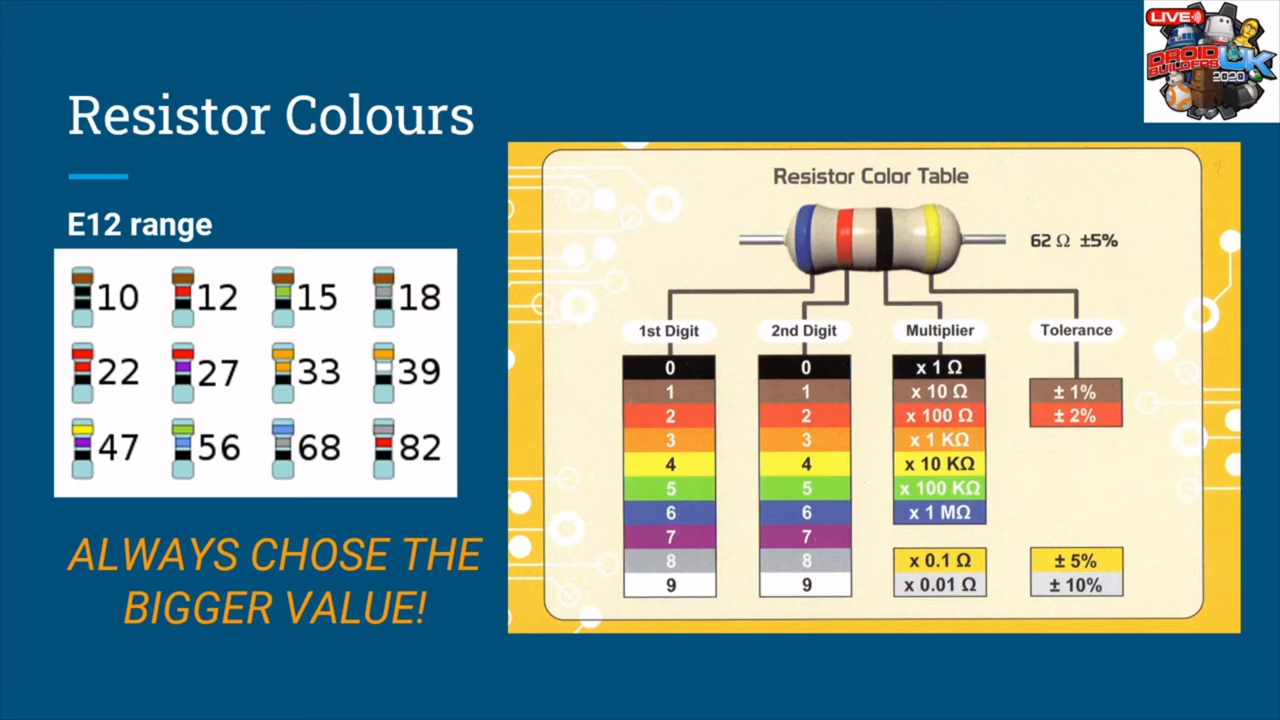 LIVE
DROID
BUILDERS UK
2020
Resistor Colours
E12 range
10 12 15 18
22 27 33 39
47 56 68 82
ALWAYS CHOSE THE
BIGGER VALUE!
Resistor Color Table
62 Ω ±5%
1st Digit 2nd Digit Multiplier Tolerance
0 0 x 1 Ω
1 1 x 10 Ω ± 1%
2 2 x 100 Ω ± 2%
3 3 x 1 KΩ
4 4 x 10 KΩ
5 5 x 100 KΩ
6 6 x 1 MΩ
7 7
8 8 x 0.1 Ω ± 5%
9 9 x 0.01 Ω ± 10%